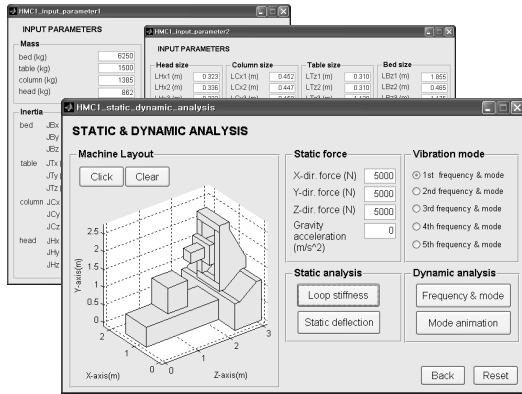 HMC1_input_parameter1
INPUT PARAMETERS
Mass
bed (kg) 6250
table (kg) 1500
column (kg) 1385
head (kg) 862
Inertia
bed JBx
JBy
JBz
table JTx
JTy
JTz
column JCx
JCy
JCz
head JHx
JHy
JHz
HMC1_input_parameter2
INPUT PARAMETERS
Head size Column size Table size Bed size
LHx1 (m) 0.323 LCx1 (m) 0.452 LTz1 (m) 0.310 LBz1 (m) 1.855
LHx2 (m) 0.336 LCx2 (m) 0.447 LTz2 (m) 0.310 LBz2 (m) 0.465
HMC1_static_dynamic_analysis
STATIC & DYNAMIC ANALYSIS
Machine Layout
Click Clear
Y-axis(m)
2.5
2
1.5
1
0.5
0
2
1
0
X-axis(m)
0
1
2
3
Z-axis(m)
Static force
X-dir. force (N) 5000
Y-dir. force (N) 5000
Z-dir. force (N) 5000
Gravity
acceleration
(m/s^2) 0
Vibration mode
1st frequency & mode
2nd frequency & mode
3rd frequency & mode
4th frequency & mode
5th frequency & mode
Static analysis
Loop stiffness
Static deflection
Dynamic analysis
Frequency & mode
Mode animation
Back Reset